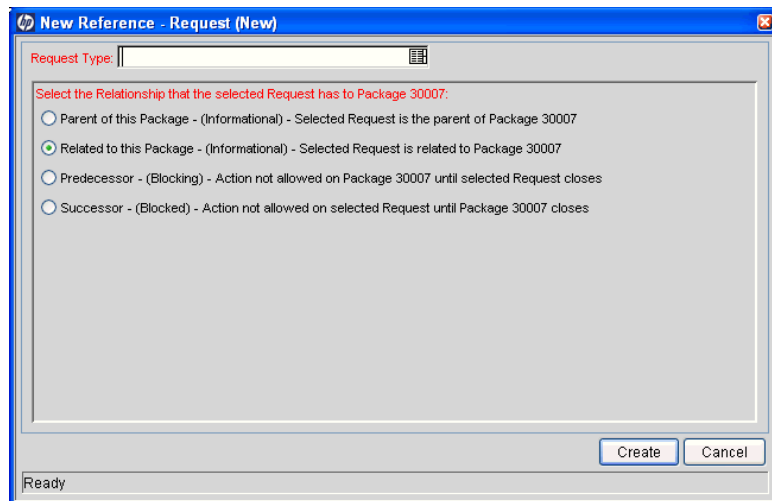 hp New Reference - Request (New)
Request Type:
Select the Relationship that the selected Request has to Package 30007:
Parent of this Package - (Informational) - Selected Request is the parent of Package 30007
Related to this Package - (Informational) - Selected Request is related to Package 30007
Predecessor - (Blocking) - Action not allowed on Package 30007 until selected Request closes
Successor - (Blocked) - Action not allowed on selected Request until Package 30007 closes
Create Cancel
Ready